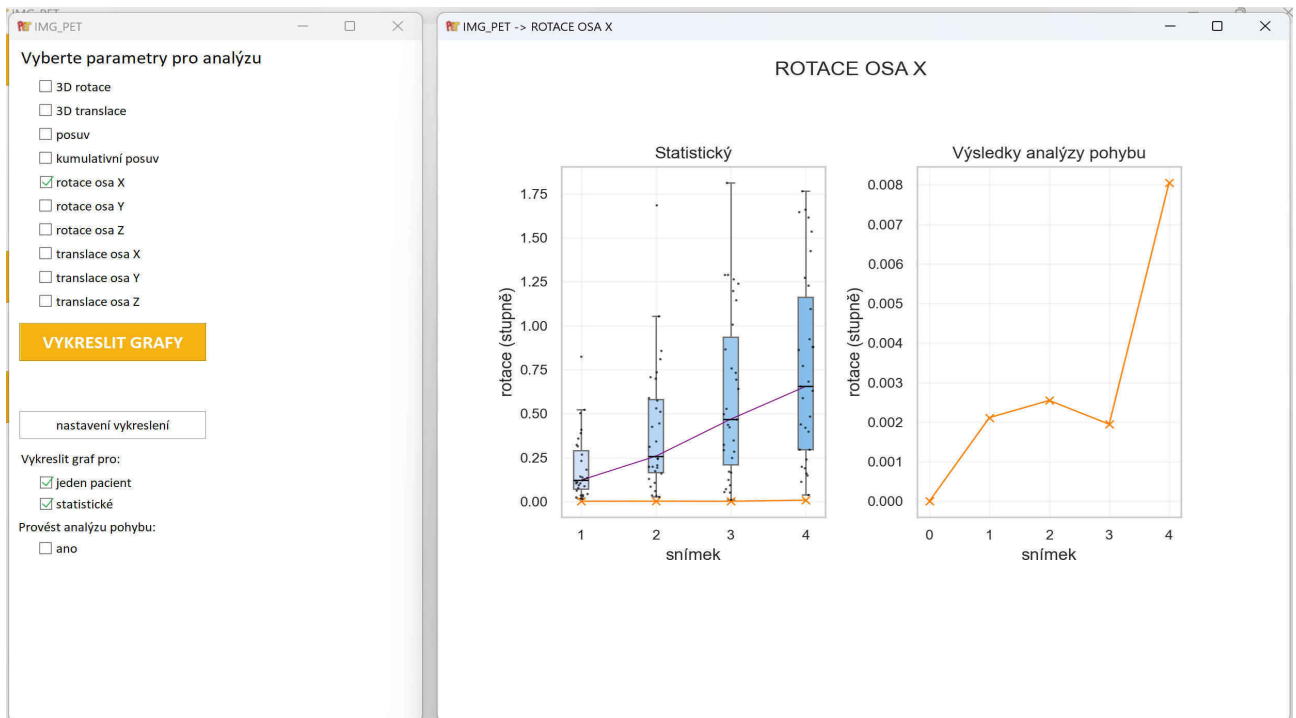 IMG_PET
Vyberte parametry pro analýzu
3D rotace
3D translace
posuv
kumulativní posuv
rotace osa X
rotace osa Y
rotace osa Z
translace osa X
translace osa Y
translace osa Z
VYKRESLIT GRAFY
nastavení vykreslení
Vykreslit graf pro:
jeden pacient
statistické
Provést analýzu pohybu:
ano
IMG_PET -> ROTACE OSA X
ROTACE OSA X
Statistický
rotace (stupně)
1.75
1.50
1.25
1.00
0.75
0.50
0.25
0.00
1 2 3 4
snímek
Výsledky analýzy pohybu
rotace (stupně)
0.008
0.007
0.006
0.005
0.004
0.003
0.002
0.001
0.000
0 1 2 3 4
snímek